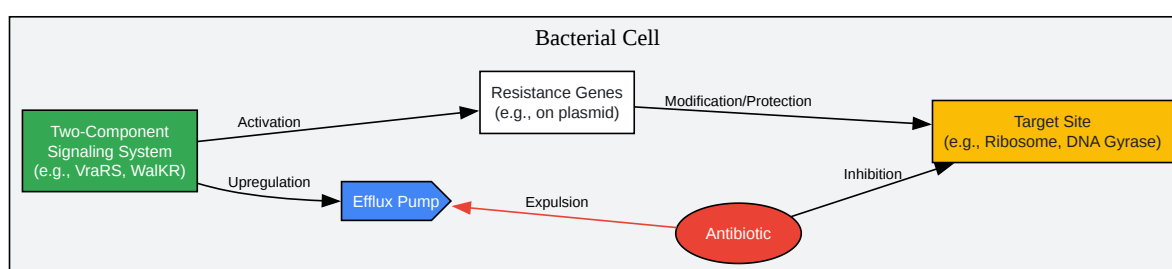 Bacterial Cell
Resistance Genes
(e.g., on plasmid)
Modification/Protection
Activation
Target Site
(e.g., Ribosome, DNA Gyrase)
Two-Component
Signaling System
(e.g., VraRS, WalKR)
Inhibition
Upregulation
Efflux Pump
Expulsion
Antibiotic